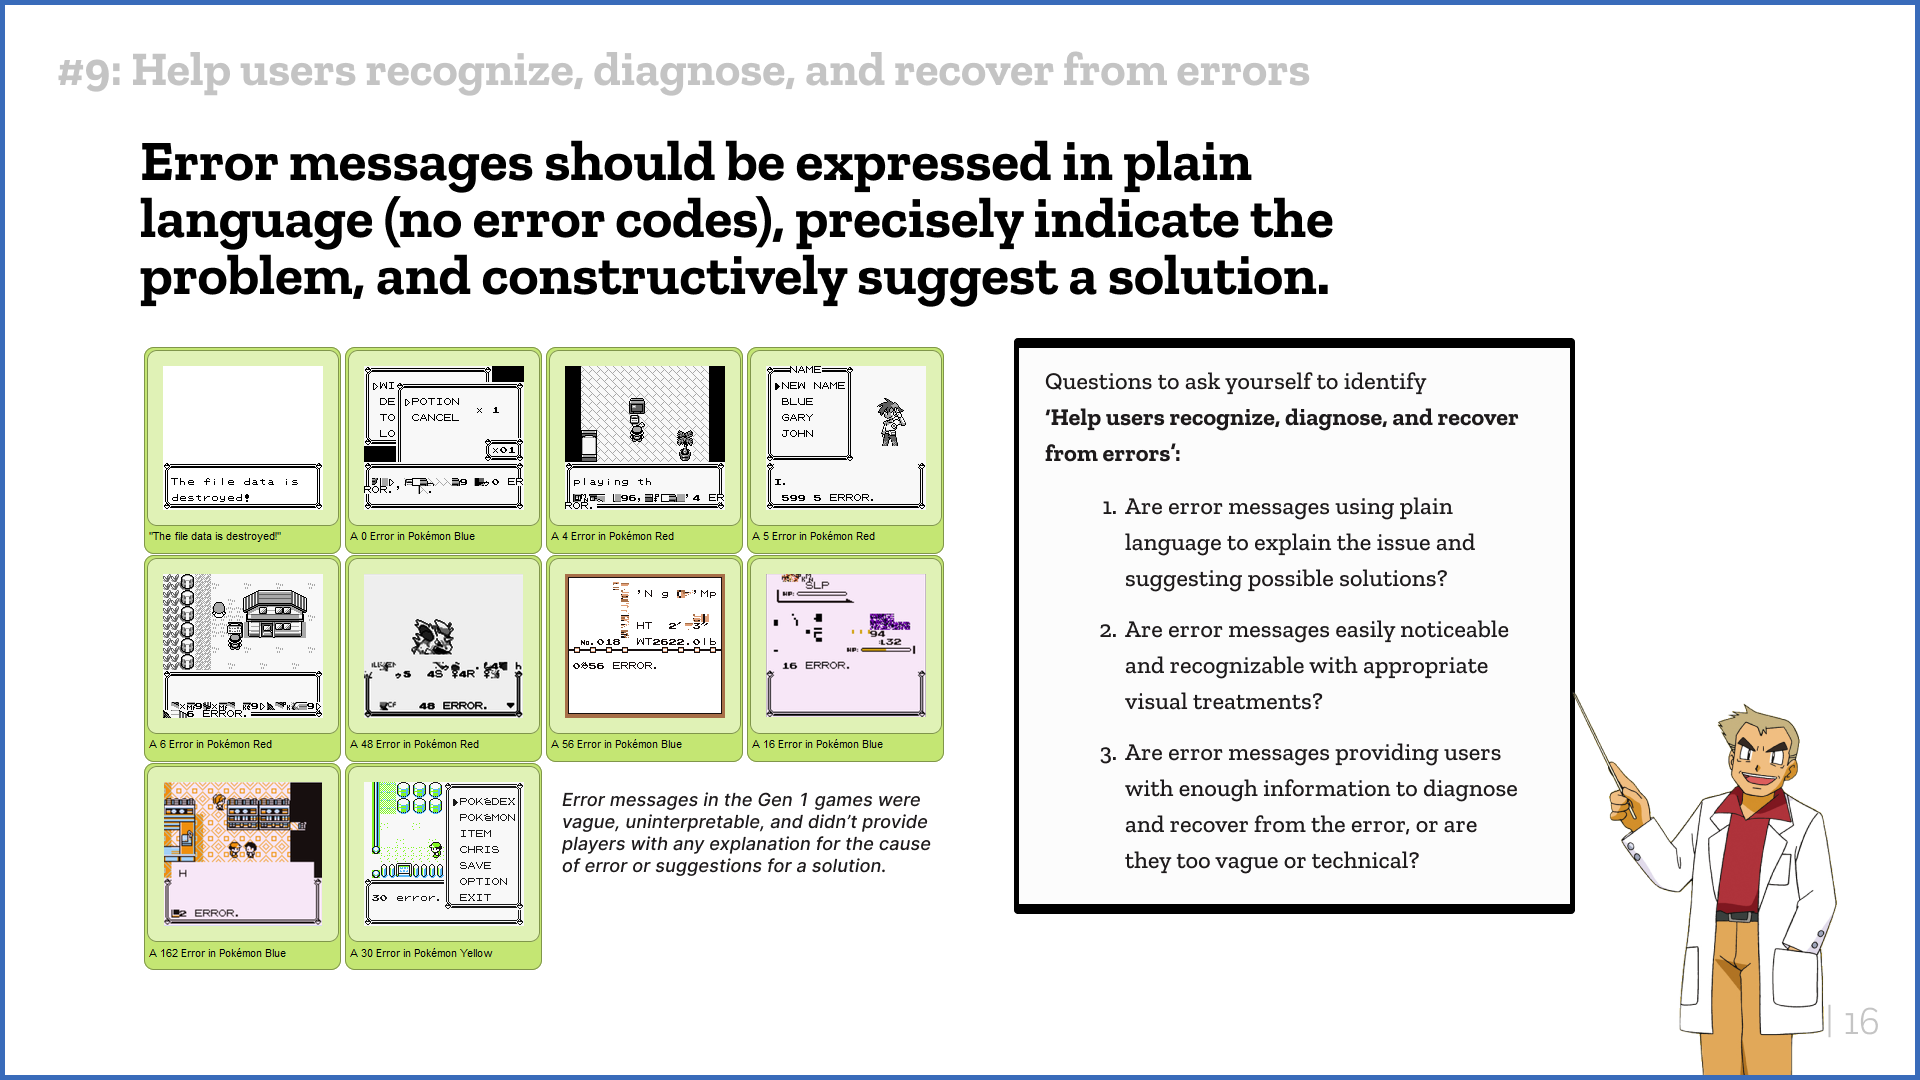 #9: Help users recognize, diagnose, and recover from errors
Error messages should be expressed in plain
language (no error codes), precisely indicate the
problem, and constructively suggest a solution.
The file data is
destroyed!
"The file data is destroyed!"
WI
DE
TO
LO
POTION
CANCEL
× 1
×01
9
0 ER
ROR.
A 0 Error in Pokémon Blue
playing th
96,
4 ER
ROR.
A 4 Error in Pokémon Red
NAME
NEW NAME
BLUE
GARY
JOHN
I.
599 5 ERROR.
A 5 Error in Pokémon Red
6 ERROR.
A 6 Error in Pokémon Red
48 ERROR.
A 48 Error in Pokémon Red
'N g
'Mp
HT 2' 3"
No.018 WT2622.0lb
0856 ERROR.
A 56 Error in Pokémon Blue
SLP
HP:
94
132
HP:
16 ERROR.
A 16 Error in Pokémon Blue
H
2 ERROR.
A 162 Error in Pokémon Blue
POKéDEX
POKéMON
ITEM
CHRIS
SAVE
OPTION
EXIT
30 error.
A 30 Error in Pokémon Yellow
Error messages in the Gen 1 games were
vague, uninterpretable, and didn't provide
players with any explanation for the cause
of error or suggestions for a solution.
Questions to ask yourself to identify
'Help users recognize, diagnose, and recover
from errors':
1. Are error messages using plain
language to explain the issue and
suggesting possible solutions?
2. Are error messages easily noticeable
and recognizable with appropriate
visual treatments?
3. Are error messages providing users
with enough information to diagnose
and recover from the error, or are
they too vague or technical?
| 16